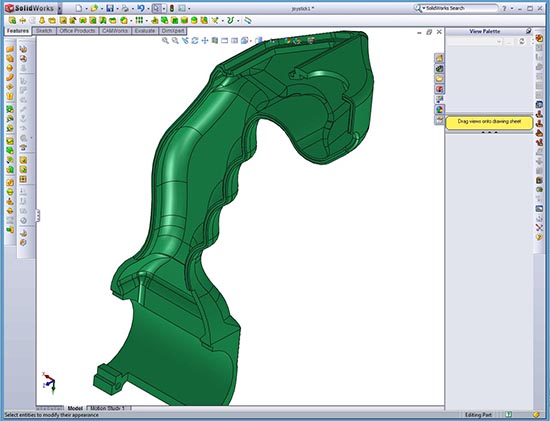 SolidWorks
joystick1 *
SolidWorks Search
Features
Sketch
Office Products
CAMWorks
Evaluate
DimXpert
View Palette
Drag views onto drawing sheet
Model
Motion Study 1
Select entities to modify their appearance
Editing Part